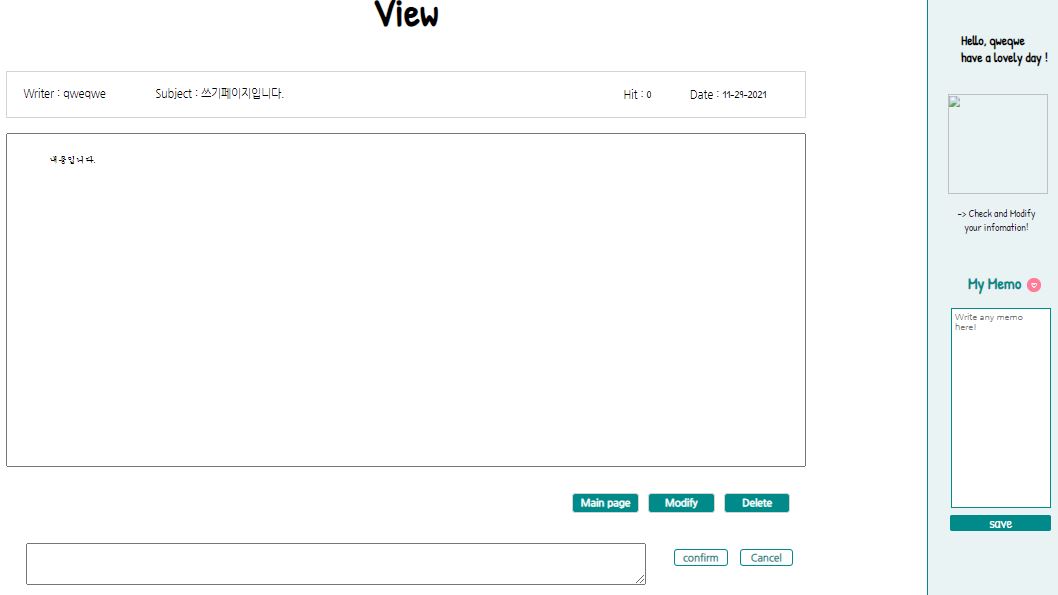 View
Writer : qweqwe Subject : 쓰기페이지입니다. Hit : 0 Date : 11-29-2021
내용입니다.
Main page Modify Delete
confirm Cancel
Hello, qweqwe
have a lovely day !
-> Check and Modify
your infomation!
My Memo
Write any memo
here!
save